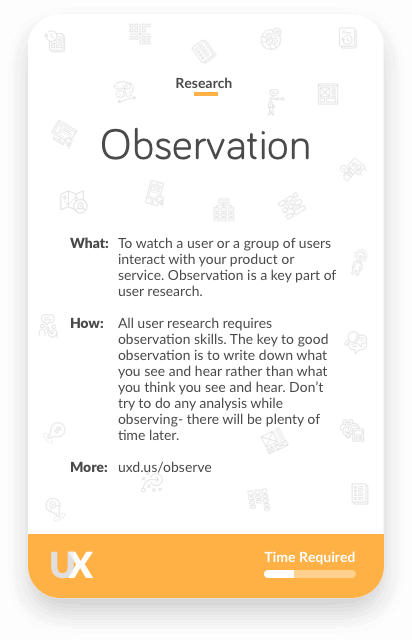 Research
Observation
What: To watch a user or a group of users
interact with your product or
service. Observation is a key part of
user research.
How: All user research requires
observation skills. The key to good
observation is to write down what
you see and hear rather than what
you think you see and hear. Don't
try to do any analysis while
observing- there will be plenty of
time later.
More: uxd.us/observe
UX
Time Required